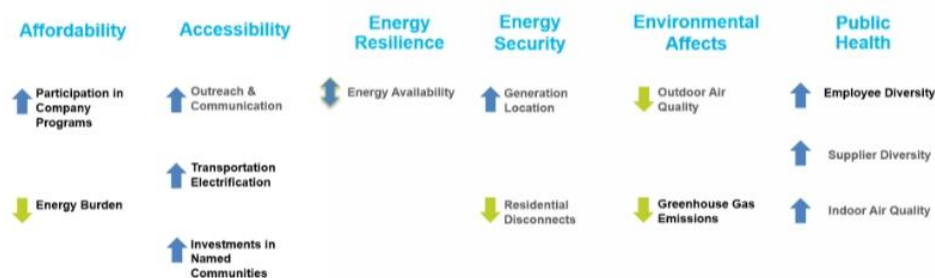 Affordability
Participation in
Company
Programs
Energy Burden
Accessibility
Outreach &
Communication
Transportation
Electrification
Investments in
Named
Communities
Energy
Resilience
Energy Availability
Energy
Security
Generation
Location
Residential
Disconnects
Environmental
Affects
Outdoor Air
Quality
Greenhouse Gas
Emissions
Public
Health
Employee Diversity
Supplier Diversity
Indoor Air Quality